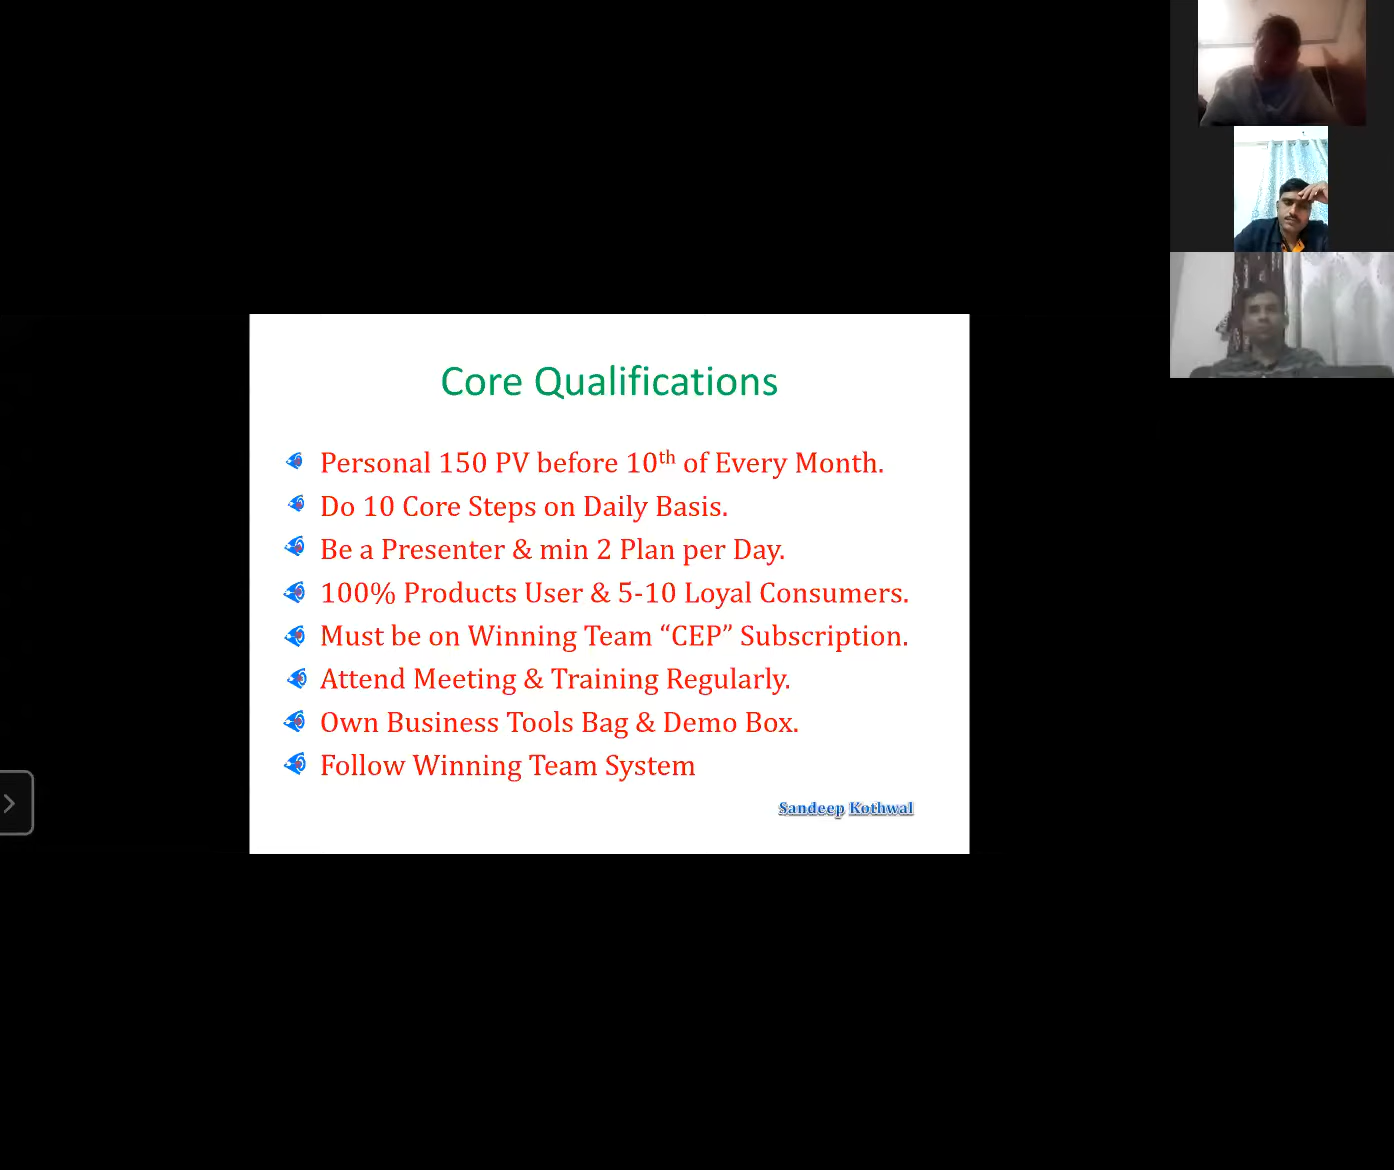 Core Qualifications
Personal 150 PV before 10th of Every Month.
Do 10 Core Steps on Daily Basis.
Be a Presenter & min 2 Plan per Day.
100% Products User & 5-10 Loyal Consumers.
Must be on Winning Team “CEP” Subscription.
Attend Meeting & Training Regularly.
Own Business Tools Bag & Demo Box.
Follow Winning Team System
Sandeep Kothwal